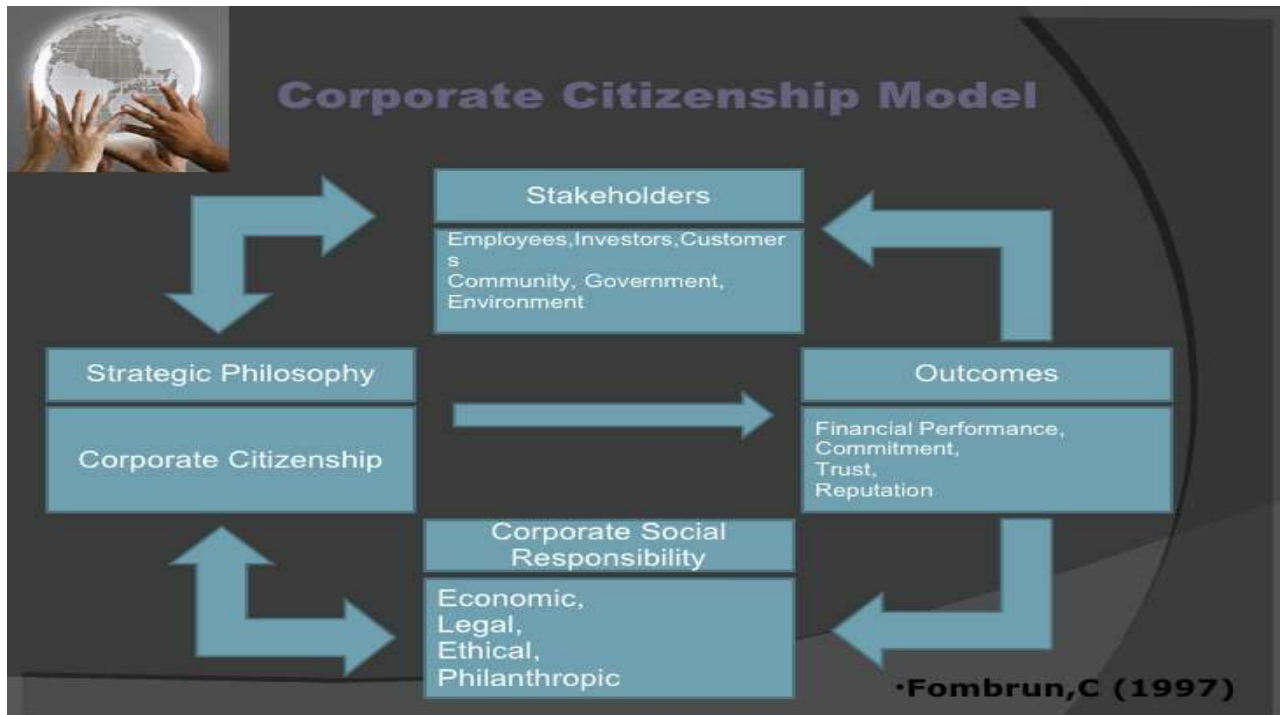 Corporate Citizenship Model
Stakeholders
Employees,Investors,Customer
s
Community, Government,
Environment
Strategic Philosophy
Corporate Citizenship
Outcomes
Financial Performance,
Commitment,
Trust,
Reputation
Corporate Social
Responsibility
Economic,
Legal,
Ethical,
Philanthropic
•Fombrun,C (1997)